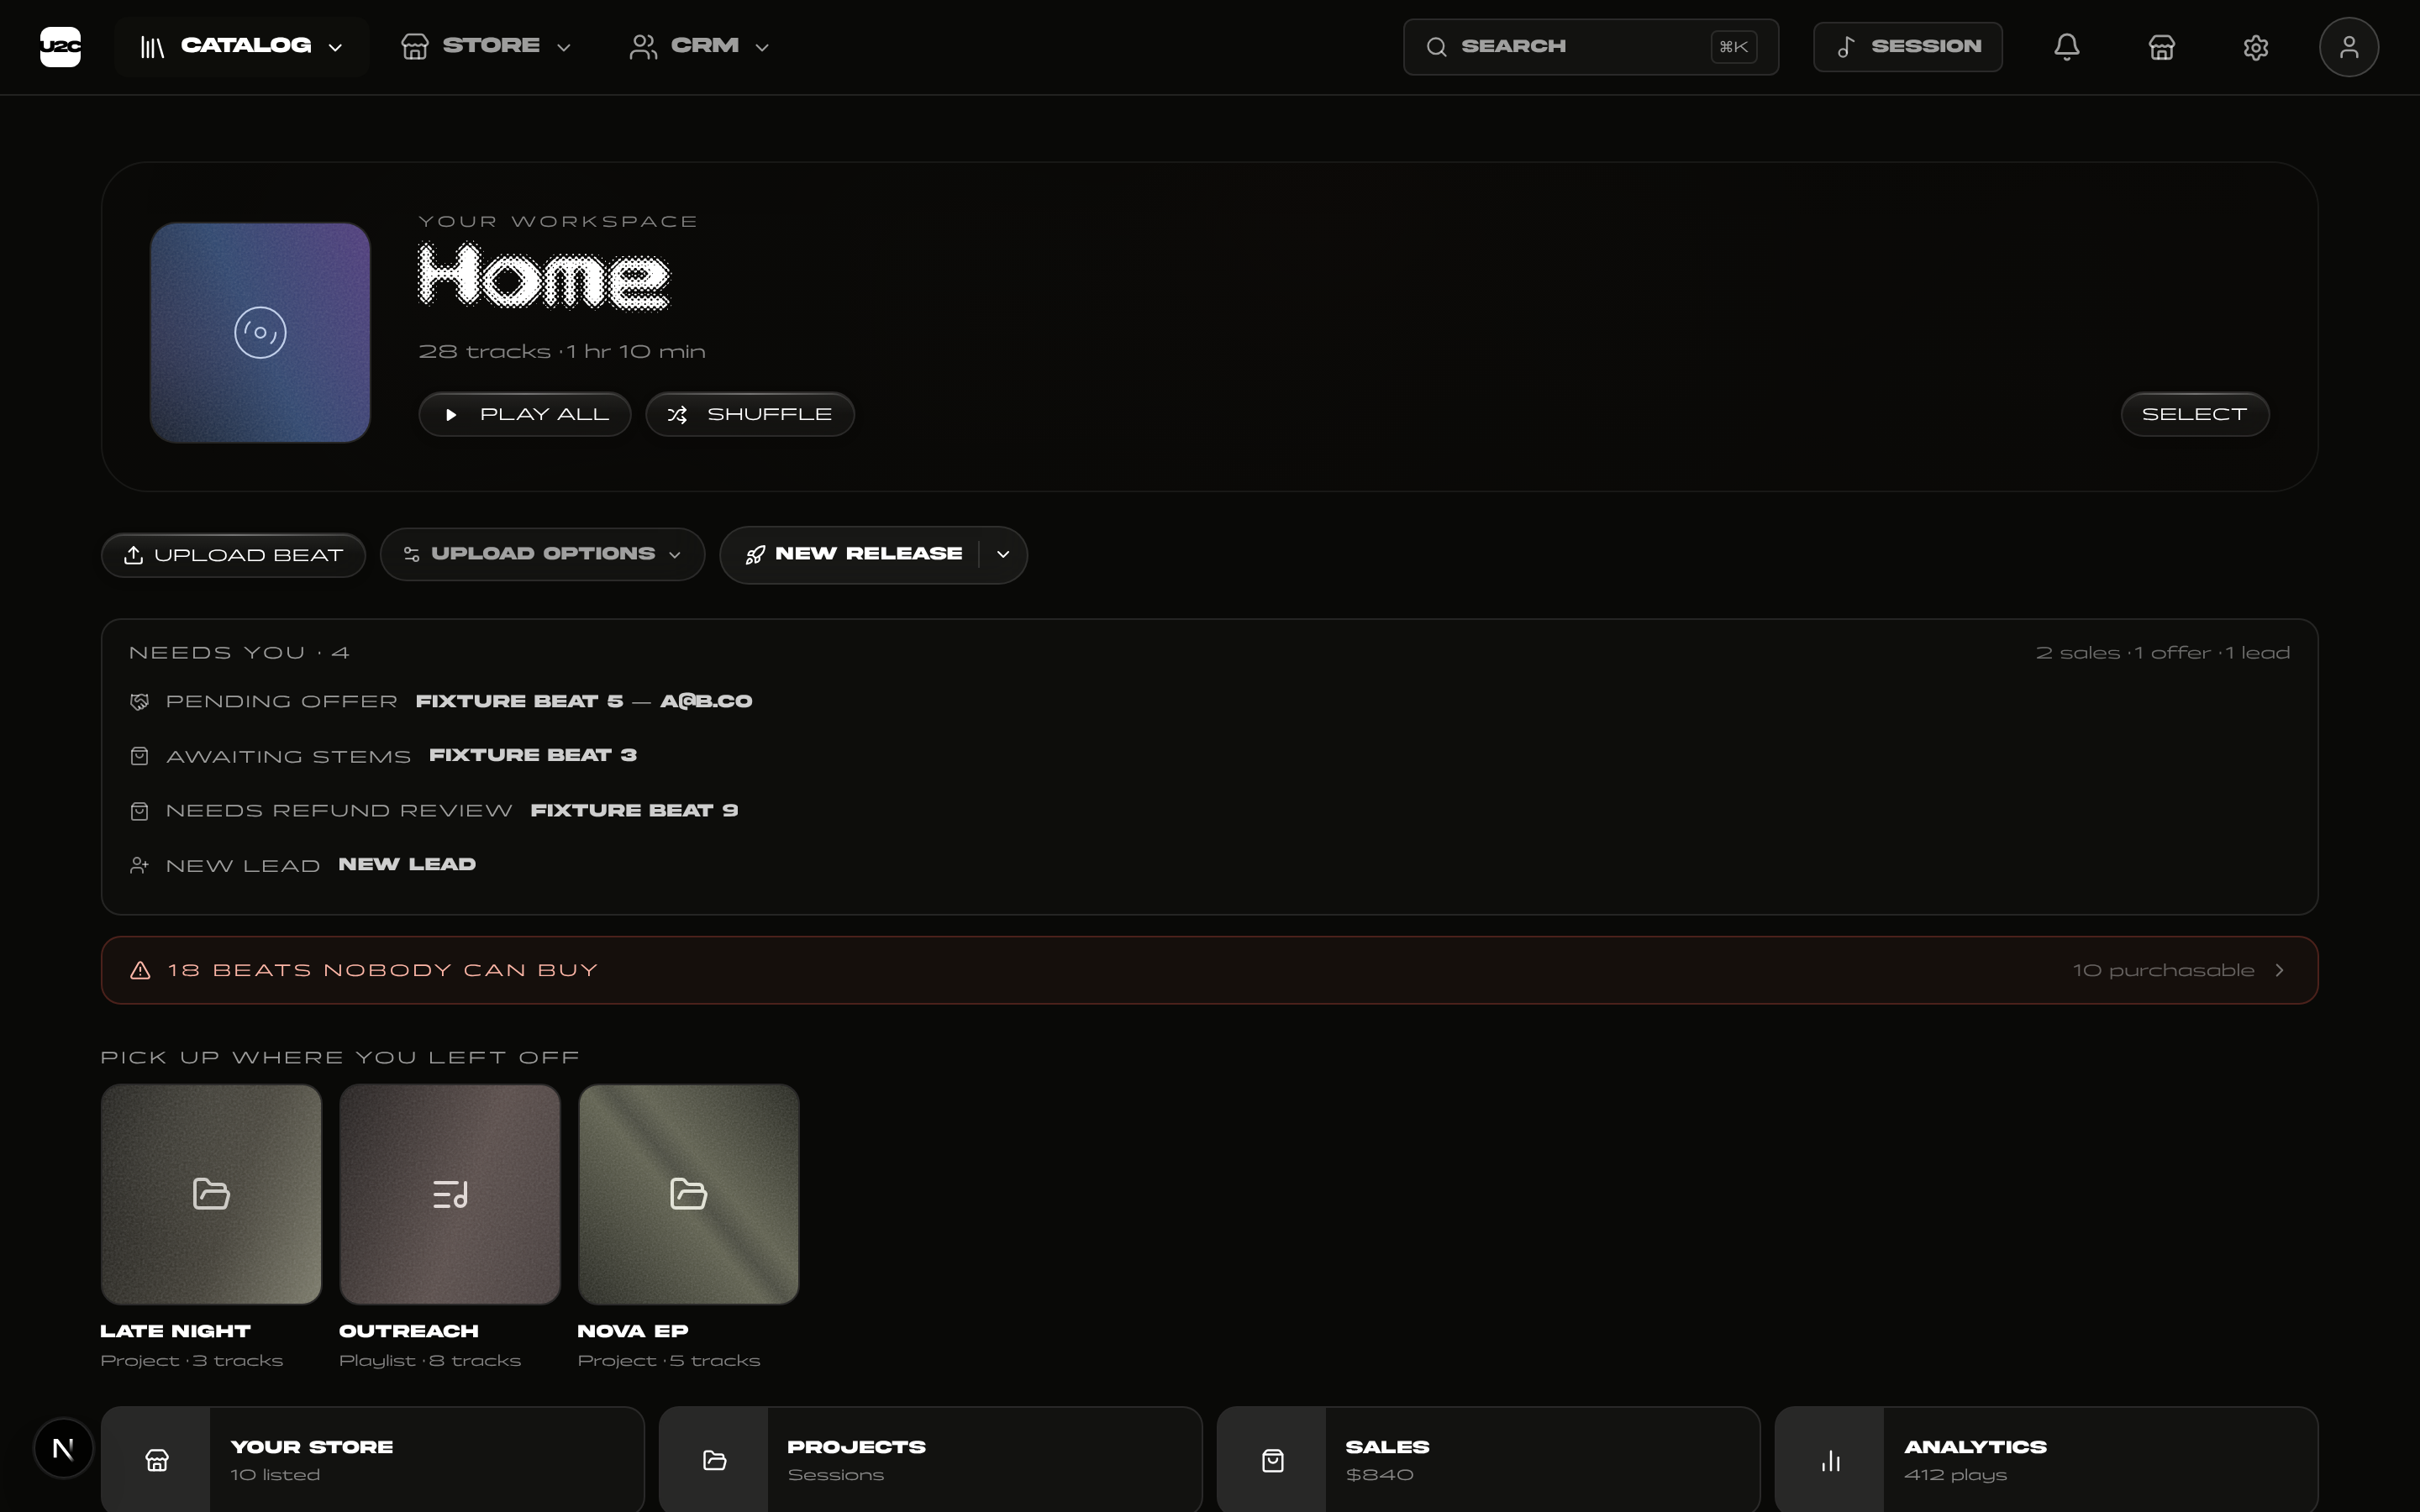 U2C CATALOG STORE CRM SEARCH ⌘K SESSION
YOUR WORKSPACE
Home
28 tracks · 1 hr 10 min
PLAY ALL SHUFFLE SELECT
UPLOAD BEAT UPLOAD OPTIONS NEW RELEASE
NEEDS YOU · 4 2 sales · 1 offer · 1 lead
PENDING OFFER FIXTURE BEAT 5 — A@B.CO
AWAITING STEMS FIXTURE BEAT 3
NEEDS REFUND REVIEW FIXTURE BEAT 9
NEW LEAD NEW LEAD
18 BEATS NOBODY CAN BUY 10 purchasable
PICK UP WHERE YOU LEFT OFF
LATE NIGHT OUTREACH NOVA EP
Project · 3 tracks Playlist · 8 tracks Project · 5 tracks
N
YOUR STORE PROJECTS SALES ANALYTICS
10 listed Sessions $840 412 plays